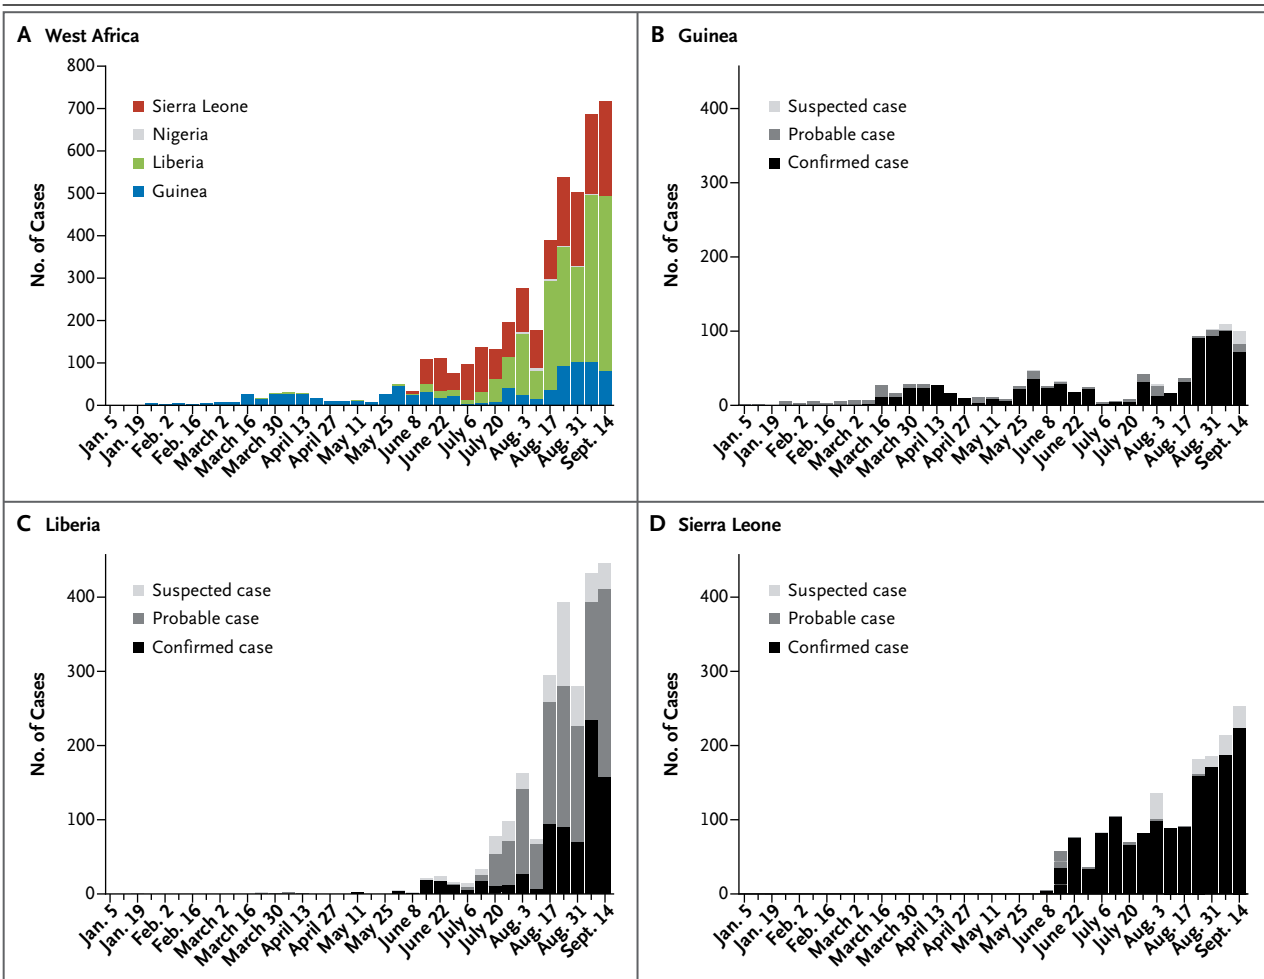 A West Africa
800
700
600
500
400
300
200
100
0
No. of Cases
Sierra Leone
Nigeria
Liberia
Guinea
Jan. 5
Jan. 19
Feb. 2
Feb. 16
March 2
March 16
March 30
April 13
April 27
May 11
May 25
June 8
June 22
July 6
July 20
Aug. 3
Aug. 17
Aug. 31
Sept. 14
B Guinea
400
300
200
100
0
No. of Cases
Suspected case
Probable case
Confirmed case
Jan. 5
Jan. 19
Feb. 2
Feb. 16
March 2
March 16
March 30
April 13
April 27
May 11
May 25
June 8
June 22
July 6
July 20
Aug. 3
Aug. 17
Aug. 31
Sept. 14
C Liberia
400
300
200
100
0
No. of Cases
Suspected case
Probable case
Confirmed case
Jan. 5
Jan. 19
Feb. 2
Feb. 16
March 2
March 16
March 30
April 13
April 27
May 11
May 25
June 8
June 22
July 6
July 20
Aug. 3
Aug. 17
Aug. 31
Sept. 14
D Sierra Leone
400
300
200
100
0
No. of Cases
Suspected case
Probable case
Confirmed case
Jan. 5
Jan. 19
Feb. 2
Feb. 16
March 2
March 16
March 30
April 13
April 27
May 11
May 25
June 8
June 22
July 6
July 20
Aug. 3
Aug. 17
Aug. 31
Sept. 14